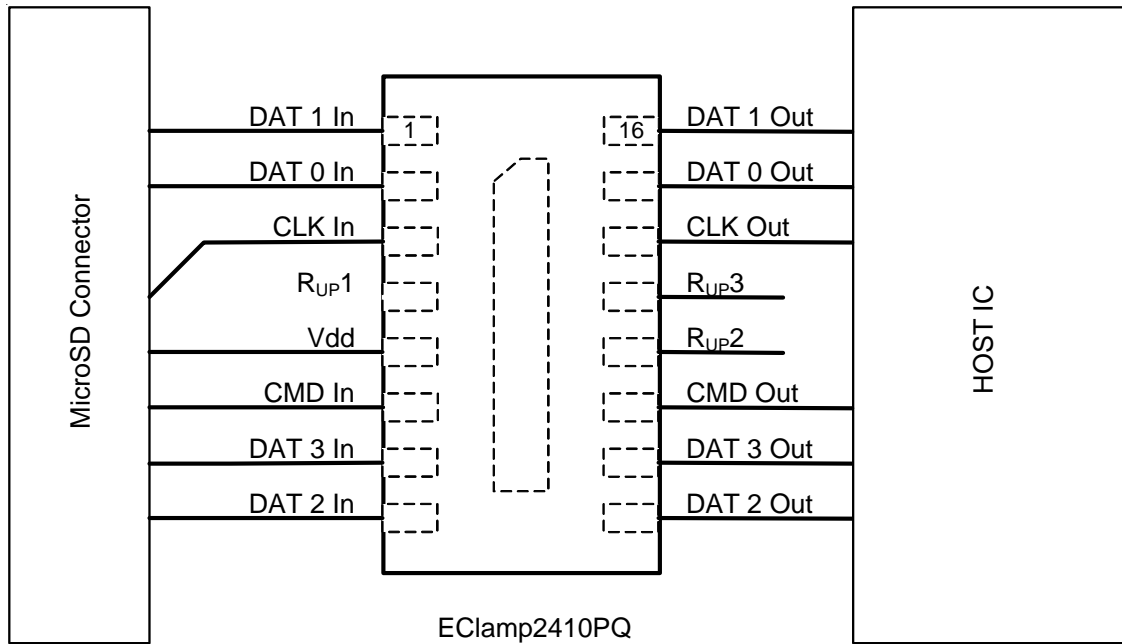 MicroSD Connector
DAT 1 In
DAT 0 In
CLK In
RUP1
Vdd
CMD In
DAT 3 In
DAT 2 In
1
16
DAT 1 Out
DAT 0 Out
CLK Out
RUP3
RUP2
CMD Out
DAT 3 Out
DAT 2 Out
HOST IC
EClamp2410PQ